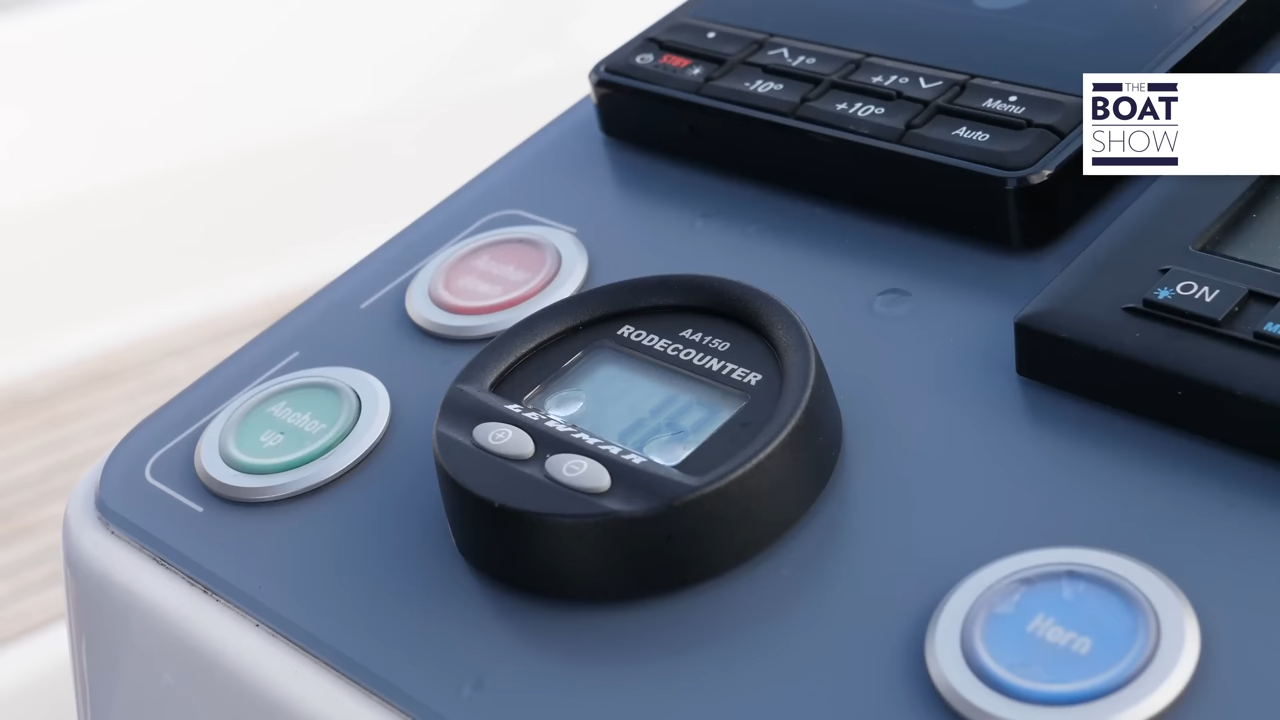 THE
BOAT
SHOW
-1°
+1°
Menu
STBY
-10°
+10°
Auto
ON
AA150
RODECOUNTER
LEWMAR
Anchor
up
Horn